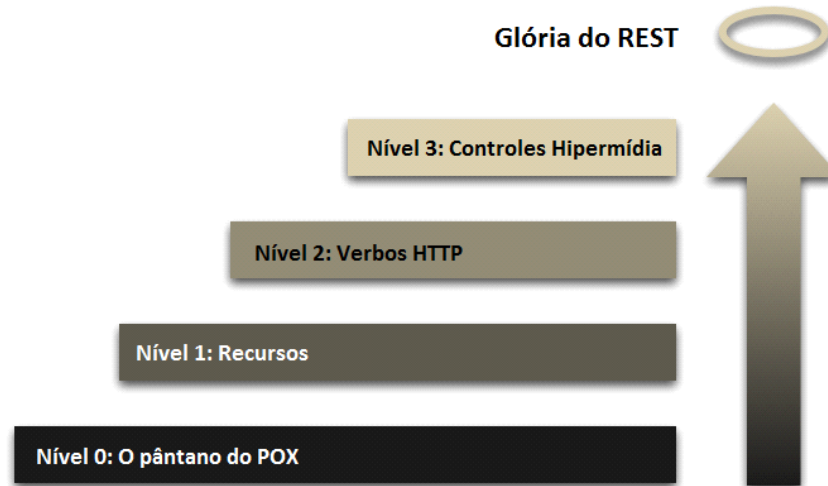 Glória do REST
Nível 3: Controles Hipermídia
Nível 2: Verbos HTTP
Nível 1: Recursos
Nível 0: O pântano do POX